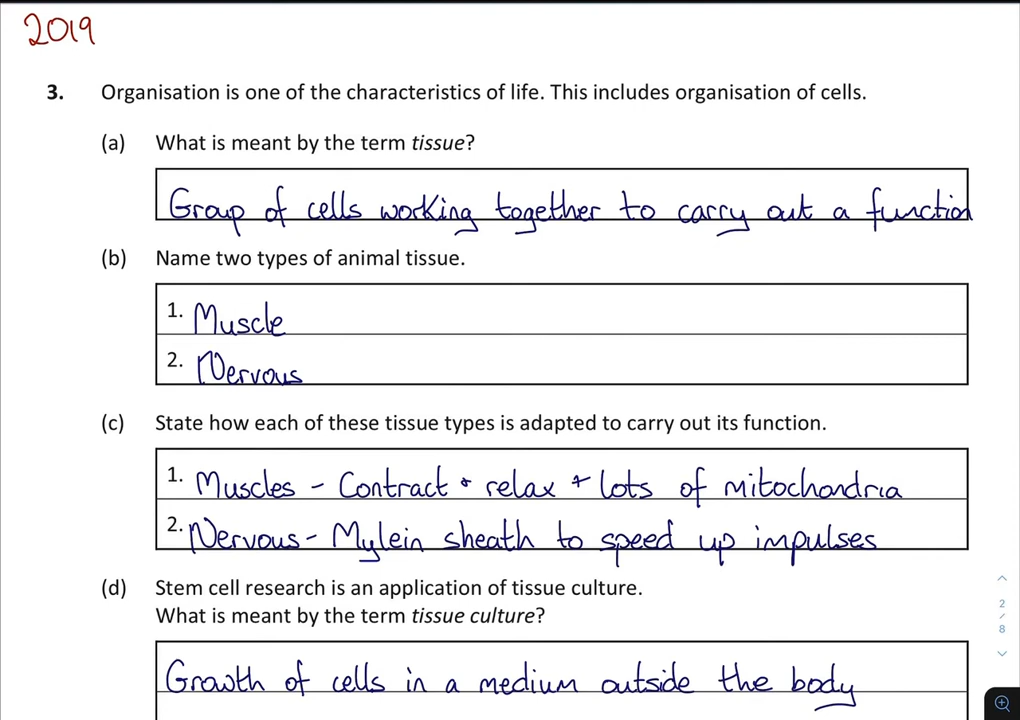 2019
3. Organisation is one of the characteristics of life. This includes organisation of cells.
(a) What is meant by the term tissue?
Group of cells working together to carry out a function
(b) Name two types of animal tissue.
1. Muscle
2. Nervous
(c) State how each of these tissue types is adapted to carry out its function.
1. Muscles - Contract + relax + lots of mitochondria
2. Nervous - Mylein sheath to speed up impulses
(d) Stem cell research is an application of tissue culture.
What is meant by the term tissue culture?
Growth of cells in a medium outside the body
2
/
8